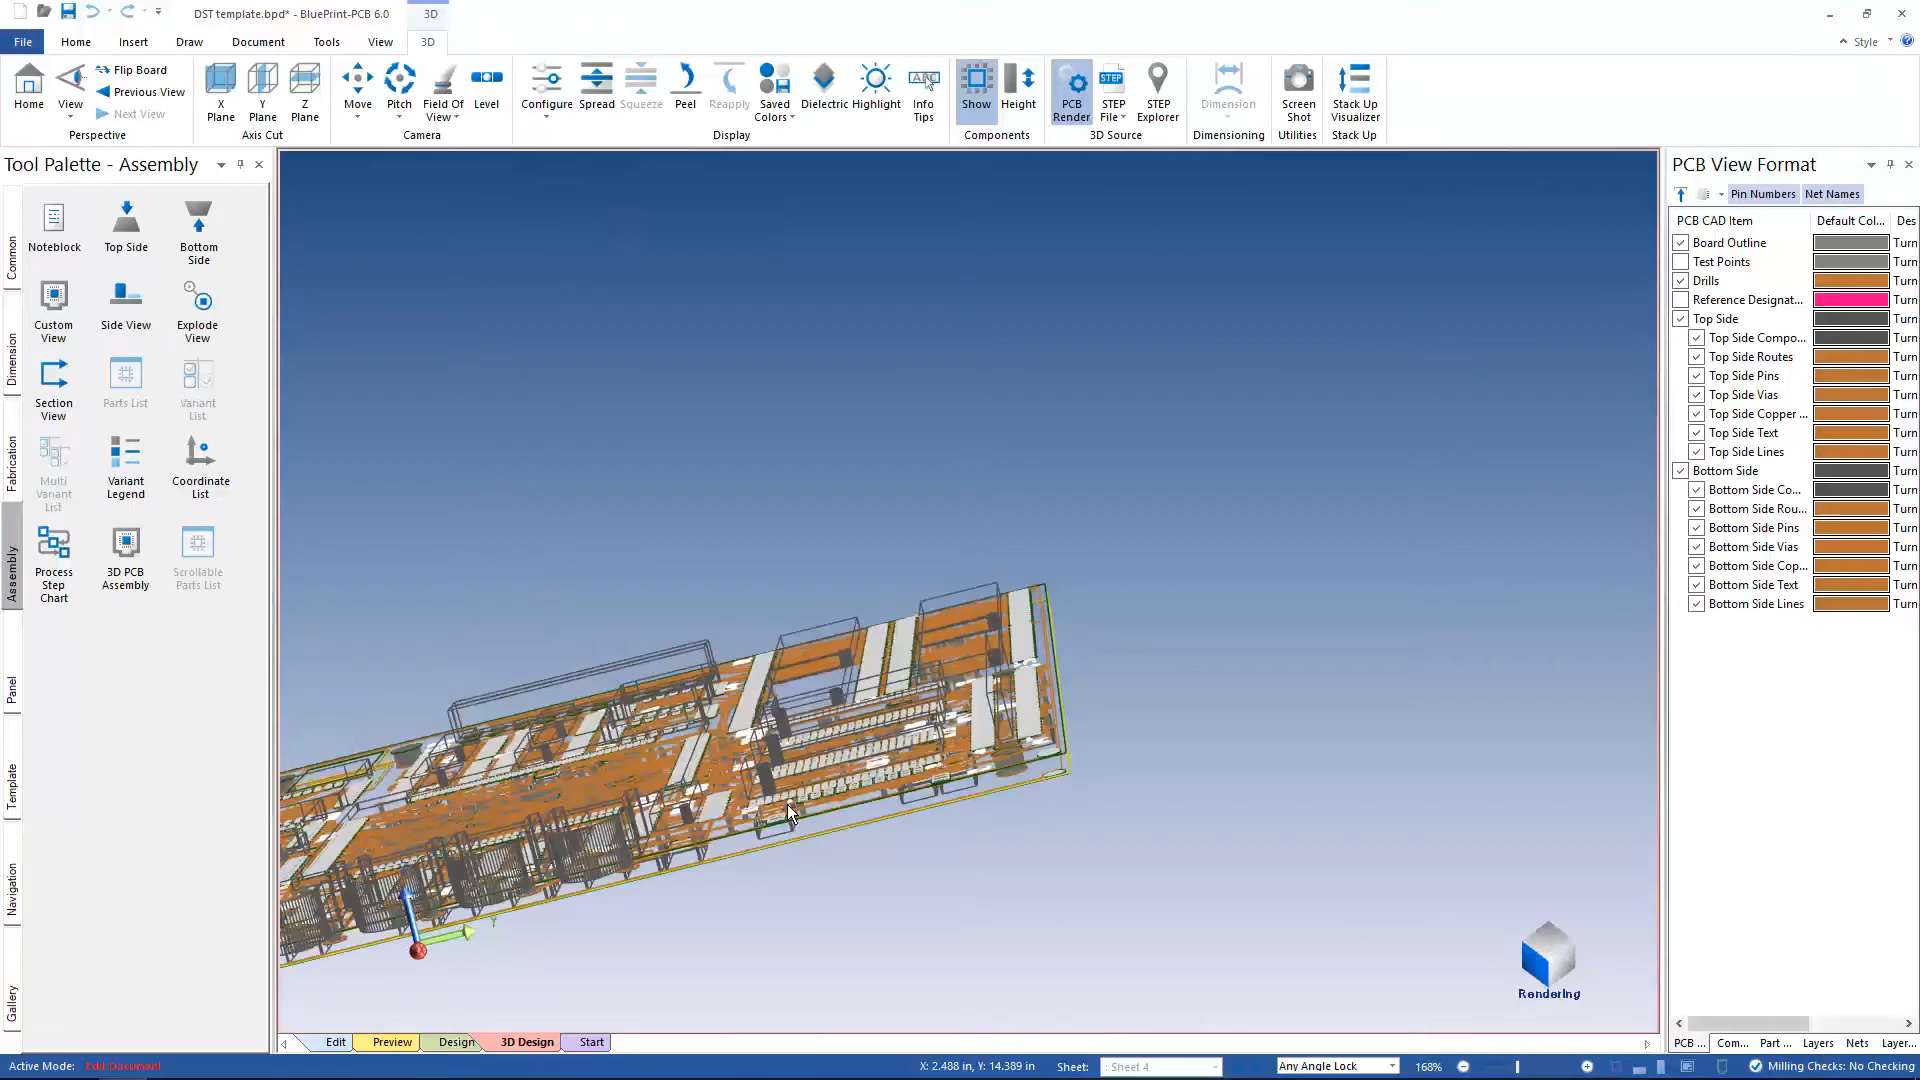 DST template.bpd* - BluePrint-PCB 6.0
3D
File
Home
Insert
Draw
Document
Tools
View
3D
Style
Home
View
Flip Board
Previous View
Next View
Perspective
X Plane
Y Plane
Z Plane
Axis Cut
Move
Pitch
Field Of View
Level
Camera
Configure
Spread
Squeeze
Peel
Reapply
Saved Colors
Dielectric
Highlight
Info Tips
Display
Show
Height
Components
PCB Render
STEP File
STEP Explorer
3D Source
Dimension
Dimensioning
Screen Shot
Utilities
Stack Up Visualizer
Stack Up
Tool Palette - Assembly
Common
Dimension
Fabrication
Assembly
Panel
Template
Navigation
Gallery
Noteblock
Top Side
Bottom Side
Custom View
Side View
Explode View
Section View
Parts List
Variant List
Multi Variant List
Variant Legend
Coordinate List
Process Step Chart
3D PCB Assembly
Scrollable Parts List
Y
Rendering
PCB View Format
Pin Numbers
Net Names
PCB CAD Item
Default Col...
Des
Board Outline
Turn
Test Points
Turn
Drills
Turn
Reference Designat...
Turn
Top Side
Turn
Top Side Compo...
Turn
Top Side Routes
Turn
Top Side Pins
Turn
Top Side Vias
Turn
Top Side Copper ...
Turn
Top Side Text
Turn
Top Side Lines
Turn
Bottom Side
Turn
Bottom Side Co...
Turn
Bottom Side Rou...
Turn
Bottom Side Pins
Turn
Bottom Side Vias
Turn
Bottom Side Cop...
Turn
Bottom Side Text
Turn
Bottom Side Lines
Turn
Edit
Preview
Design
3D Design
Start
PCB ...
Com...
Part ...
Layers
Nets
Layer...
Active Mode:
Edit Document
X: 2.488 in, Y: 14.389 in
Sheet:
: Sheet 4
Any Angle Lock
168%
Milling Checks: No Checking